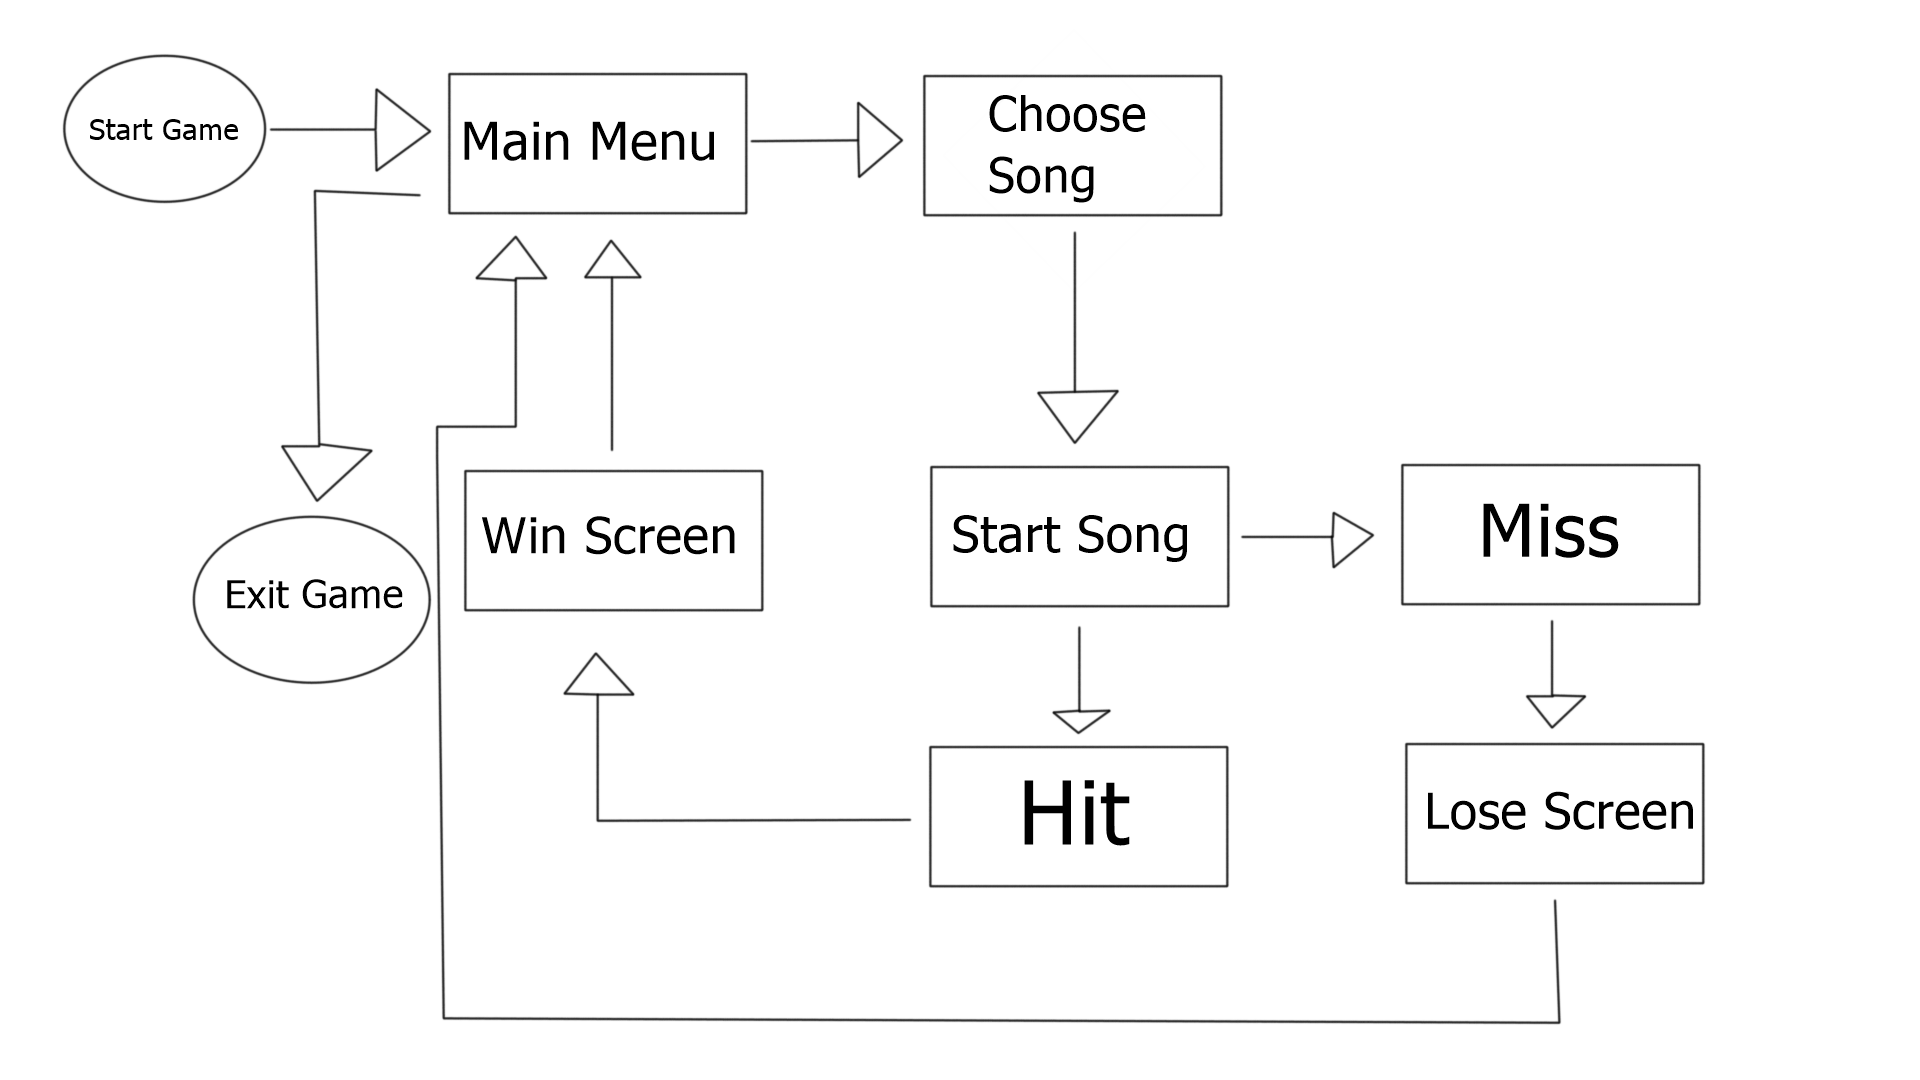 Start Game
Main Menu
Choose
Song
Exit Game
Win Screen
Start Song
Miss
Hit
Lose Screen